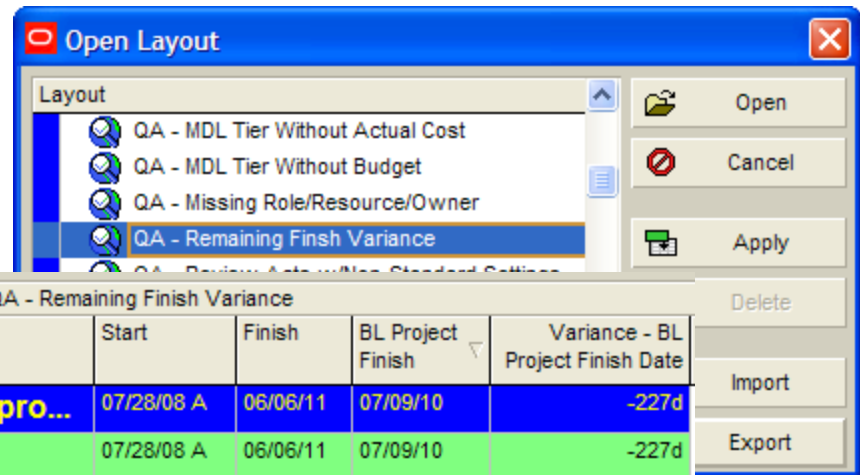 Open Layout
Layout
QA - MDL Tier Without Actual Cost
QA - MDL Tier Without Budget
QA - Missing Role/Resource/Owner
QA - Remaining Finsh Variance
Open
Cancel
Apply
Delete
Import
Export
QA - Remaining Finish Variance
Start Finish BL Project Finish Variance - BL
Project Finish Date
pro... 07/28/08 A 06/06/11 07/09/10 -227d
07/28/08 A 06/06/11 07/09/10 -227d